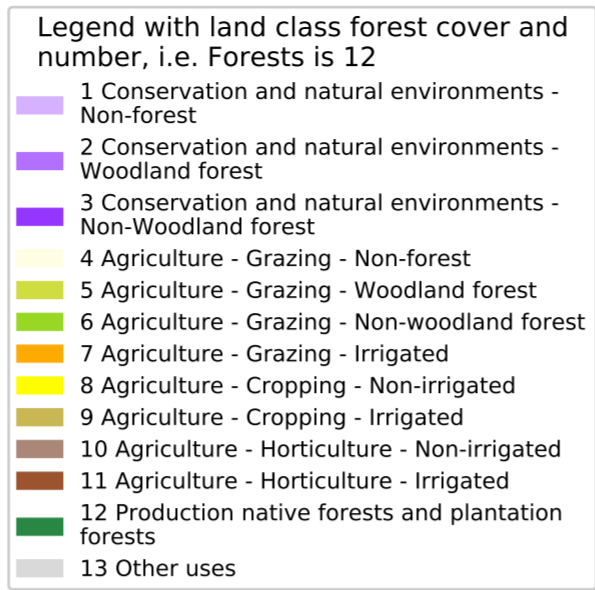 Legend with land class forest cover and
number, i.e. Forests is 12
1 Conservation and natural environments -
Non-forest
2 Conservation and natural environments -
Woodland forest
3 Conservation and natural environments -
Non-Woodland forest
4 Agriculture - Grazing - Non-forest
5 Agriculture - Grazing - Woodland forest
6 Agriculture - Grazing - Non-woodland forest
7 Agriculture - Grazing - Irrigated
8 Agriculture - Cropping - Non-irrigated
9 Agriculture - Cropping - Irrigated
10 Agriculture - Horticulture - Non-irrigated
11 Agriculture - Horticulture - Irrigated
12 Production native forests and plantation
forests
13 Other uses